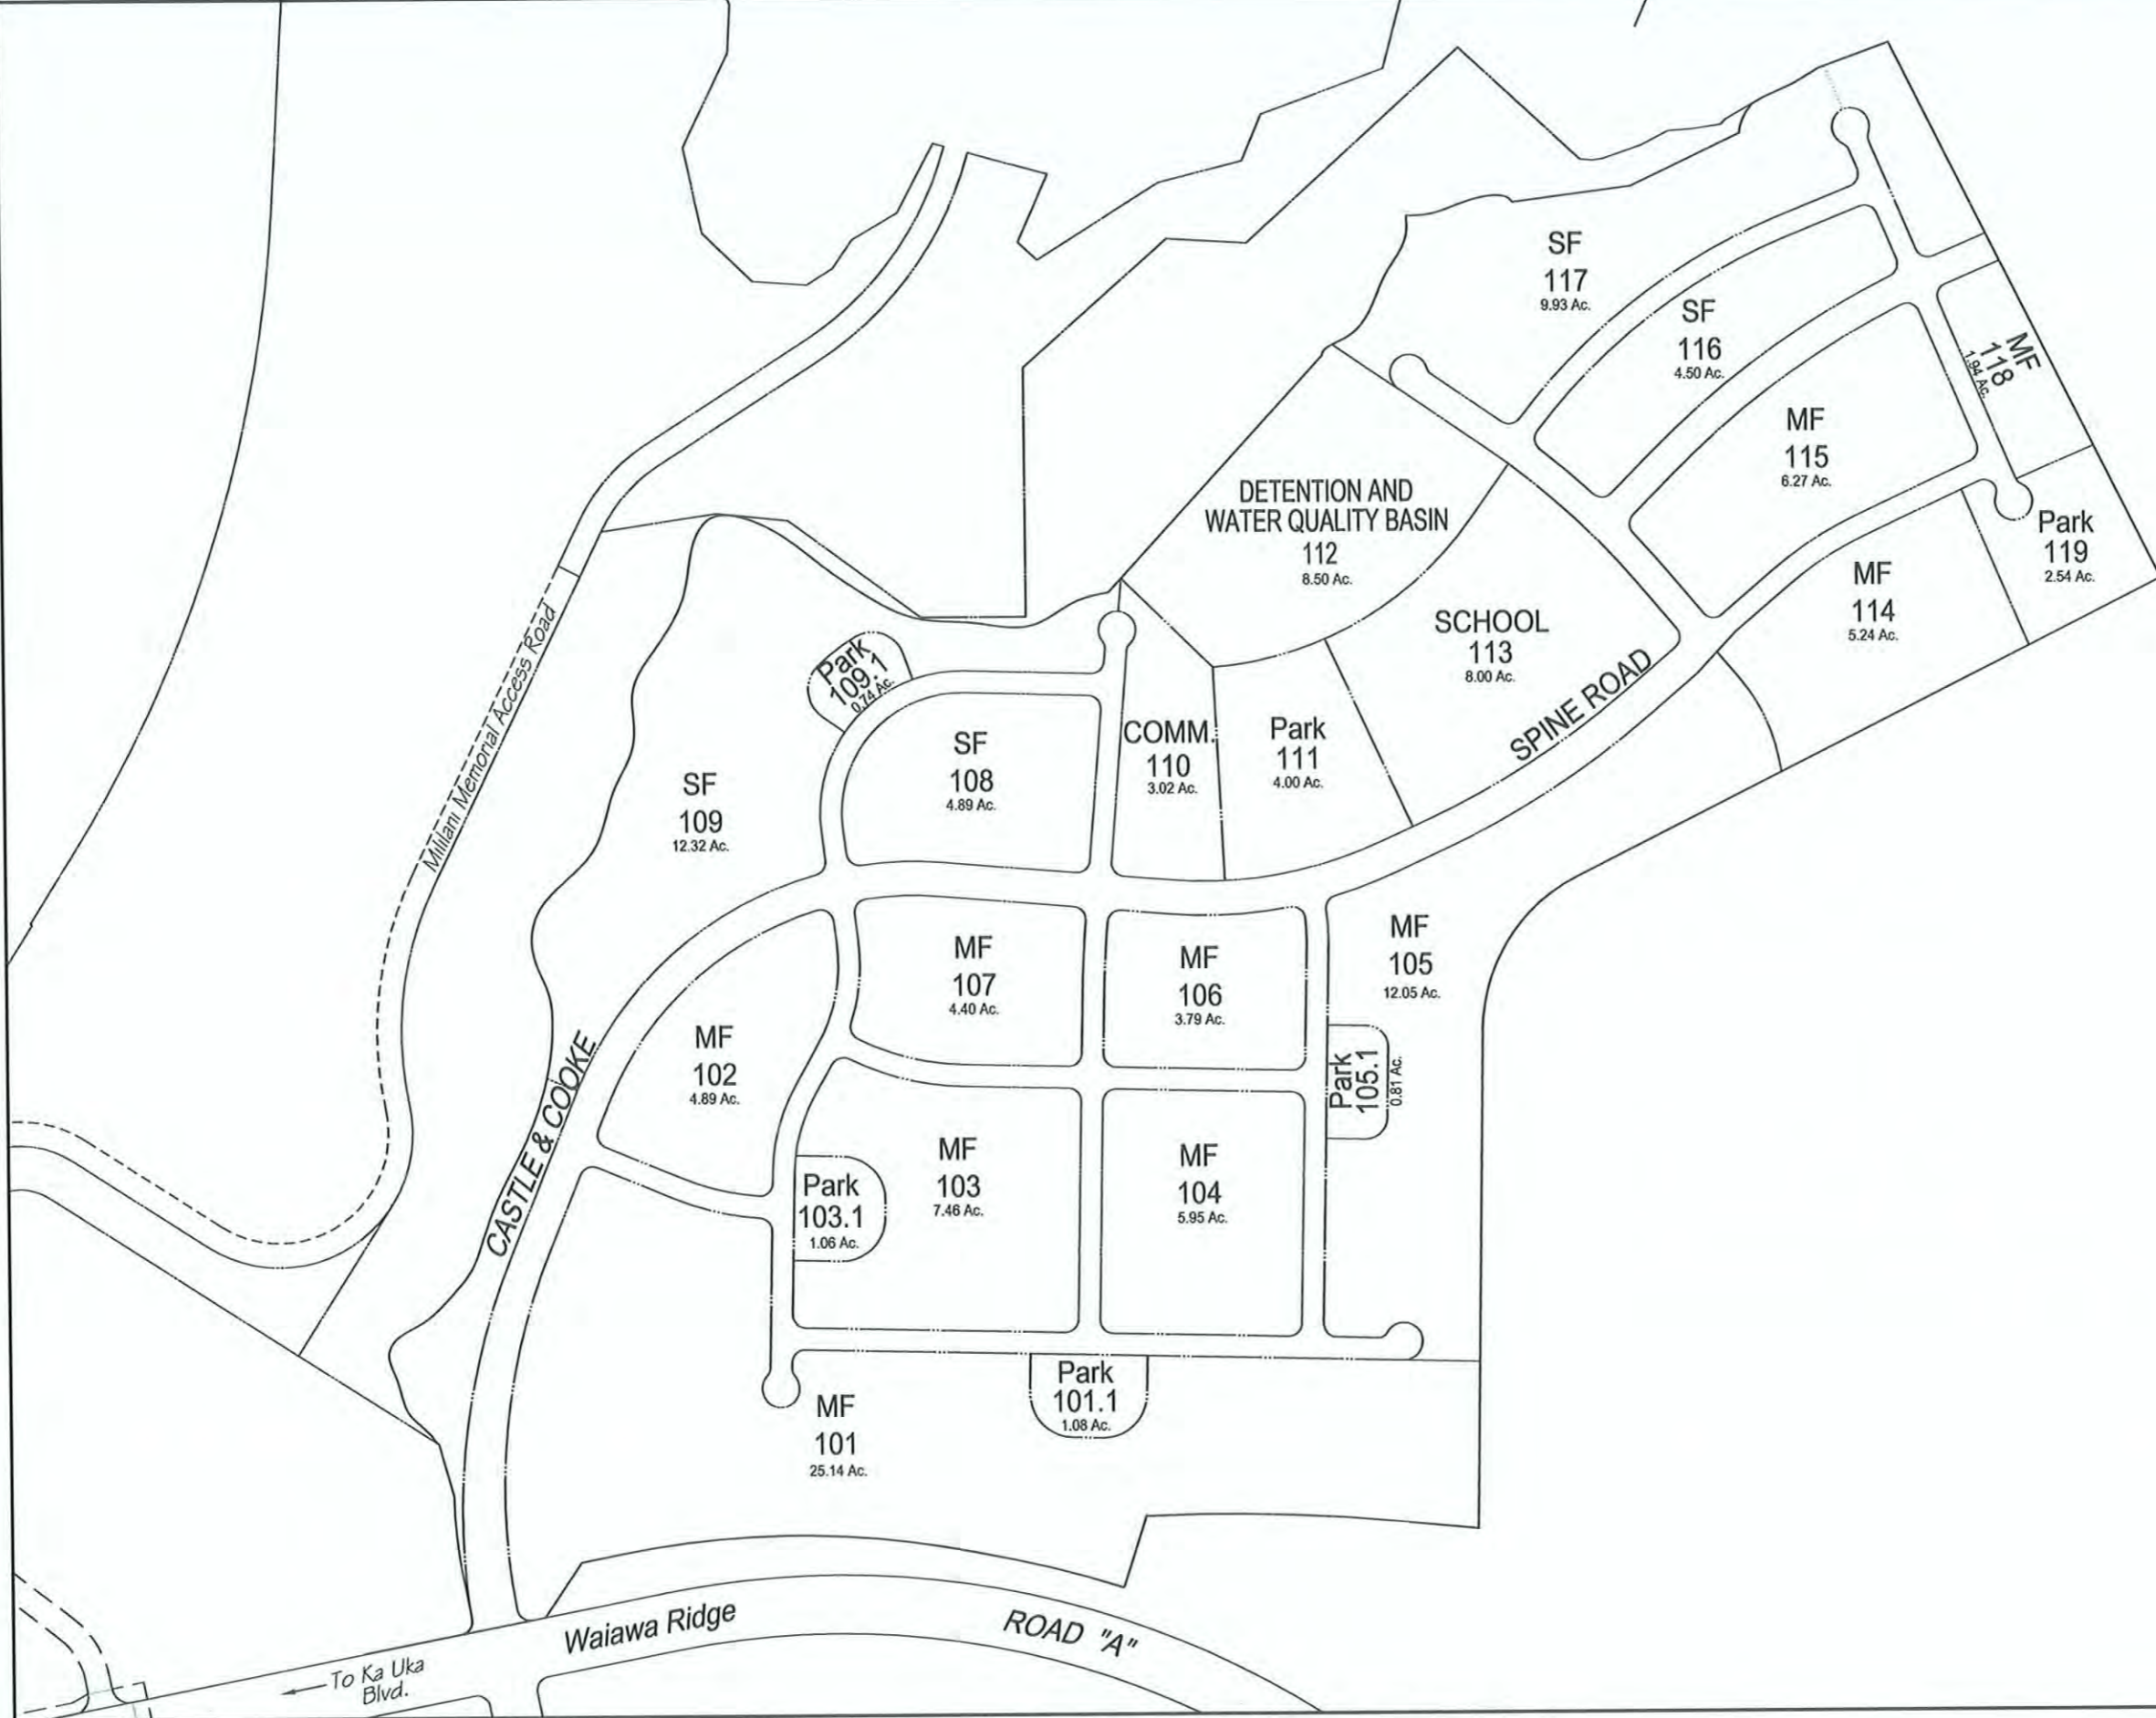 SF
117
9.93 Ac.
SF
116
4.50 Ac.
MF
118
1.94 Ac.
MF
115
6.27 Ac.
DETENTION AND
WATER QUALITY BASIN
112
8.50 Ac.
Park
119
2.54 Ac.
MF
114
5.24 Ac.
SCHOOL
113
8.00 Ac.
SPINE ROAD
Mililani Memorial Access Road
Park
109.1
0.74 Ac.
SF
108
4.89 Ac.
COMM.
110
3.02 Ac.
Park
111
4.00 Ac.
SF
109
12.32 Ac.
MF
107
4.40 Ac.
MF
106
3.79 Ac.
MF
105
12.05 Ac.
MF
102
4.89 Ac.
CASTLE & COOKE
Park
105.1
0.81 Ac.
MF
103
7.46 Ac.
MF
104
5.95 Ac.
Park
103.1
1.06 Ac.
Park
101.1
1.08 Ac.
MF
101
25.14 Ac.
Waiawa Ridge
ROAD "A"
To Ka Uka
Blvd.